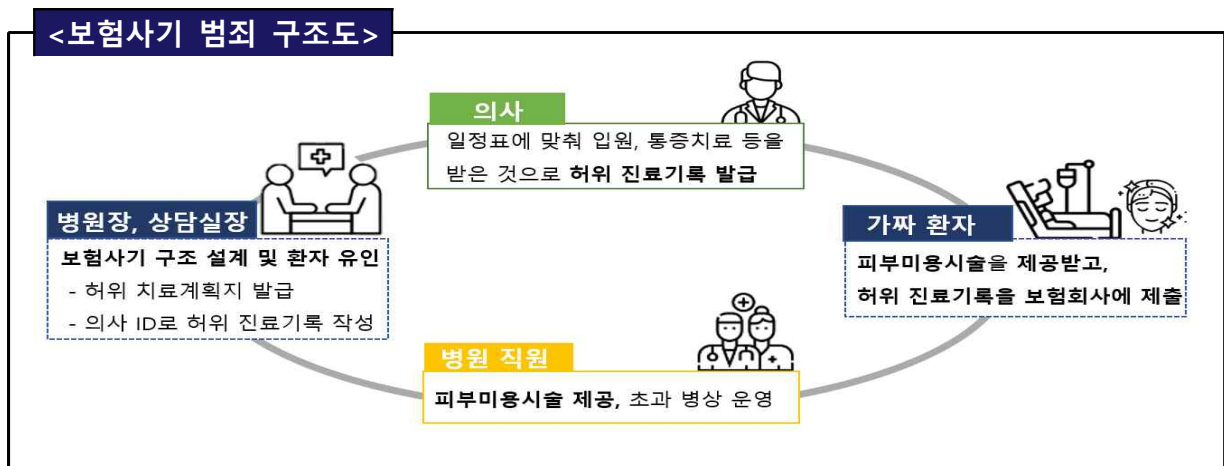 <보험사기 범죄 구조도>
의사
일정표에 맞춰 입원, 통증치료 등을
받은 것으로 허위 진료기록 발급
병원장, 상담실장
보험사기 구조 설계 및 환자 유인
- 허위 치료계획지 발급
- 의사 ID로 허위 진료기록 작성
가짜 환자
피부미용시술을 제공받고,
허위 진료기록을 보험회사에 제출
병원 직원
피부미용시술 제공, 초과 병상 운영